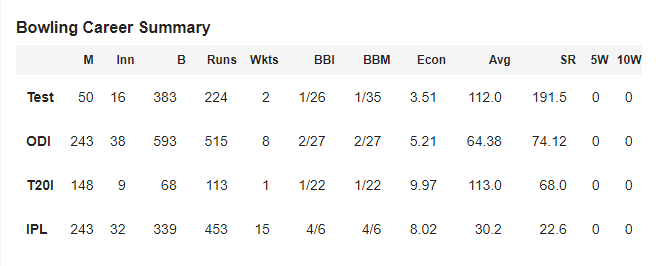 Bowling Career Summary
M Inn B Runs Wkts BBI BBM Econ Avg SR 5W 10W
Test 50 16 383 224 2 1/26 1/35 3.51 112.0 191.5 0 0
ODI 243 38 593 515 8 2/27 2/27 5.21 64.38 74.12 0 0
T20I 148 9 68 113 1 1/22 1/22 9.97 113.0 68.0 0 0
IPL 243 32 339 453 15 4/6 4/6 8.02 30.2 22.6 0 0